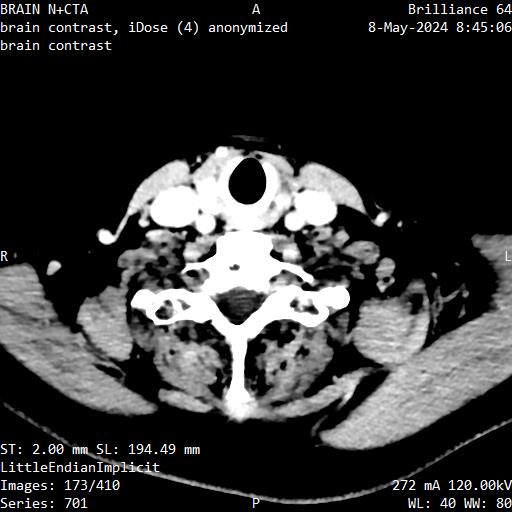 BRAIN N+CTA
A
Brilliance 64
brain contrast, iDose (4) anonymized
8-May-2024 8:45:06
brain contrast
R
L
ST: 2.00 mm SL: 194.49 mm
LittleEndianImplicit
Images: 173/410
272 mA 120.00kV
Series: 701
P
WL: 40 WW: 80